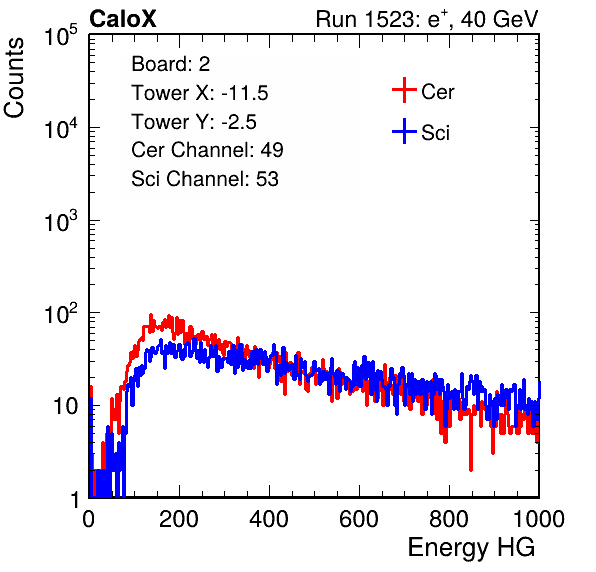 CaloX Run 1523: e⁺, 40 GeV
Counts
10⁵
10⁴
10³
10²
10
1
Board: 2
Tower X: -11.5
Tower Y: -2.5
Cer Channel: 49
Sci Channel: 53
Cer
Sci
0 200 400 600 800 1000
Energy HG